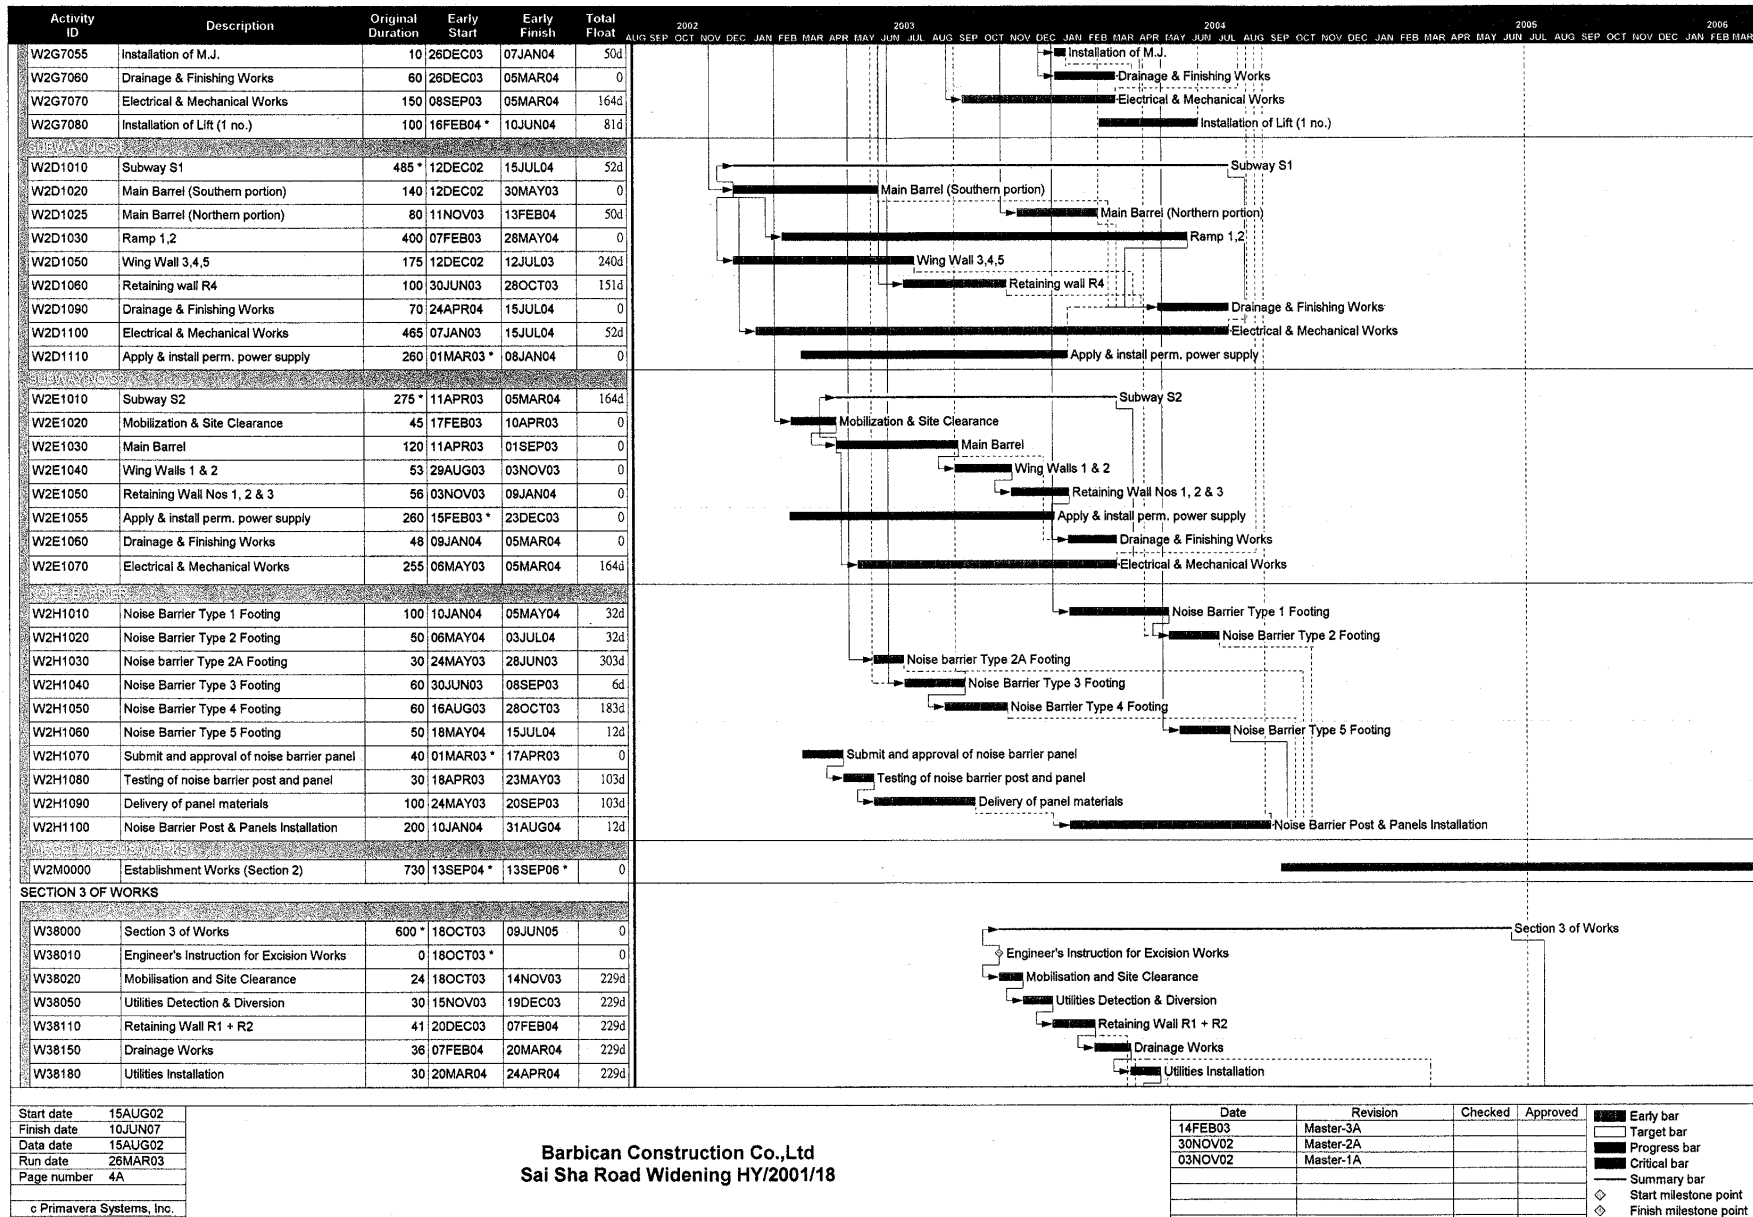 Activity ID Description Original Duration Early Start Early Finish Total Float
2002 2003 2004 2005 2006
AUG SEP OCT NOV DEC JAN FEB MAR APR MAY JUN JUL AUG SEP OCT NOV DEC JAN FEB MAR APR MAY JUN JUL AUG SEP OCT NOV DEC JAN FEB MAR APR MAY JUN JUL AUG SEP OCT NOV DEC JAN FEB MAR
W2G7055 Installation of M.J. 10 26DEC03 07JAN04 50d Installation of M.J.
W2G7060 Drainage & Finishing Works 60 26DEC03 05MAR04 0 Drainage & Finishing Works
W2G7070 Electrical & Mechanical Works 150 08SEP03 05MAR04 164d Electrical & Mechanical Works
W2G7080 Installation of Lift (1 no.) 100 16FEB04 * 10JUN04 81d Installation of Lift (1 no.)
SUBWAY NO. S1
W2D1010 Subway S1 485 * 12DEC02 15JUL04 52d Subway S1
W2D1020 Main Barrel (Southern portion) 140 12DEC02 30MAY03 0 Main Barrel (Southern portion)
W2D1025 Main Barrel (Northern portion) 80 11NOV03 13FEB04 50d Main Barrel (Northern portion)
W2D1030 Ramp 1,2 400 07FEB03 28MAY04 0 Ramp 1,2
W2D1050 Wing Wall 3,4,5 175 12DEC02 12JUL03 240d Wing Wall 3,4,5
W2D1060 Retaining wall R4 100 30JUN03 28OCT03 151d Retaining wall R4
W2D1090 Drainage & Finishing Works 70 24APR04 15JUL04 0 Drainage & Finishing Works
W2D1100 Electrical & Mechanical Works 465 07JAN03 15JUL04 52d Electrical & Mechanical Works
W2D1110 Apply & install perm. power supply 260 01MAR03 * 08JAN04 0 Apply & install perm. power supply
SUBWAY NO. S2
W2E1010 Subway S2 275 * 11APR03 05MAR04 164d Subway S2
W2E1020 Mobilization & Site Clearance 45 17FEB03 10APR03 0 Mobilization & Site Clearance
W2E1030 Main Barrel 120 11APR03 01SEP03 0 Main Barrel
W2E1040 Wing Walls 1 & 2 53 29AUG03 03NOV03 0 Wing Walls 1 & 2
W2E1050 Retaining Wall Nos 1, 2 & 3 56 03NOV03 09JAN04 0 Retaining Wall Nos 1, 2 & 3
W2E1055 Apply & install perm. power supply 260 15FEB03 * 23DEC03 0 Apply & install perm. power supply
W2E1060 Drainage & Finishing Works 48 09JAN04 05MAR04 0 Drainage & Finishing Works
W2E1070 Electrical & Mechanical Works 255 06MAY03 05MAR04 164d Electrical & Mechanical Works
NOISE BARRIER
W2H1010 Noise Barrier Type 1 Footing 100 10JAN04 05MAY04 32d Noise Barrier Type 1 Footing
W2H1020 Noise Barrier Type 2 Footing 50 06MAY04 03JUL04 32d Noise Barrier Type 2 Footing
W2H1030 Noise barrier Type 2A Footing 30 24MAY03 28JUN03 303d Noise barrier Type 2A Footing
W2H1040 Noise Barrier Type 3 Footing 60 30JUN03 08SEP03 6d Noise Barrier Type 3 Footing
W2H1050 Noise Barrier Type 4 Footing 60 16AUG03 28OCT03 183d Noise Barrier Type 4 Footing
W2H1060 Noise Barrier Type 5 Footing 50 18MAY04 15JUL04 12d Noise Barrier Type 5 Footing
W2H1070 Submit and approval of noise barrier panel 40 01MAR03 * 17APR03 0 Submit and approval of noise barrier panel
W2H1080 Testing of noise barrier post and panel 30 18APR03 23MAY03 103d Testing of noise barrier post and panel
W2H1090 Delivery of panel materials 100 24MAY03 20SEP03 103d Delivery of panel materials
W2H1100 Noise Barrier Post & Panels Installation 200 10JAN04 31AUG04 12d Noise Barrier Post & Panels Installation
W2M0000 Establishment Works (Section 2) 730 13SEP04 * 13SEP06 * 0
SECTION 3 OF WORKS
W38000 Section 3 of Works 600 * 18OCT03 09JUN05 0 Section 3 of Works
W38010 Engineer's Instruction for Excision Works 0 18OCT03 * 0 Engineer's Instruction for Excision Works
W38020 Mobilisation and Site Clearance 24 18OCT03 14NOV03 229d Mobilisation and Site Clearance
W38050 Utilities Detection & Diversion 30 15NOV03 19DEC03 229d Utilities Detection & Diversion
W38110 Retaining Wall R1 + R2 41 20DEC03 07FEB04 229d Retaining Wall R1 + R2
W38150 Drainage Works 36 07FEB04 20MAR04 229d Drainage Works
W38180 Utilities Installation 30 20MAR04 24APR04 229d Utilities Installation
Start date 15AUG02
Finish date 10JUN07
Data date 15AUG02
Run date 26MAR03
Page number 4A
c Primavera Systems, Inc.
Barbican Construction Co.,Ltd
Sai Sha Road Widening HY/2001/18
Date Revision Checked Approved
14FEB03 Master-3A
30NOV02 Master-2A
03NOV02 Master-1A
Early bar
Target bar
Progress bar
Critical bar
Summary bar
Start milestone point
Finish milestone point